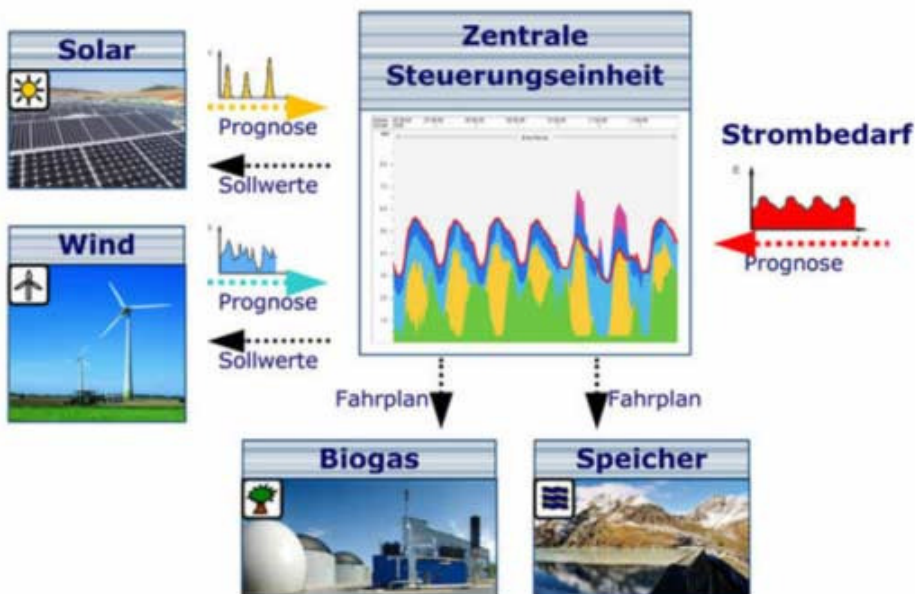 Solar
Prognose
Sollwerte
Wind
Prognose
Sollwerte
Zentrale
Steuerungseinheit
Strombedarf
Prognose
Fahrplan
Fahrplan
Biogas
Speicher